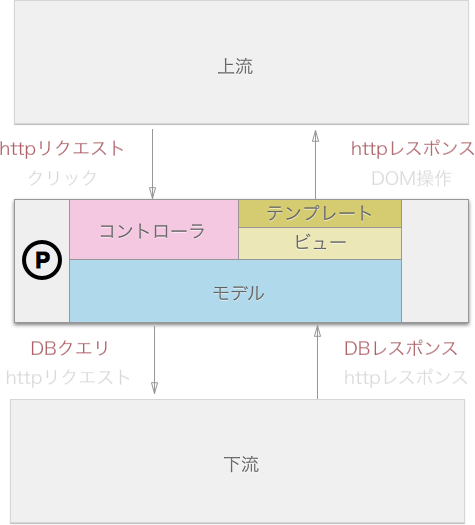 上流
httpリクエスト
httpレスポンス
クリック
DOM操作
コントローラ
テンプレート
ビュー
P
モデル
DBクエリ
DBレスポンス
httpリクエスト
httpレスポンス
下流